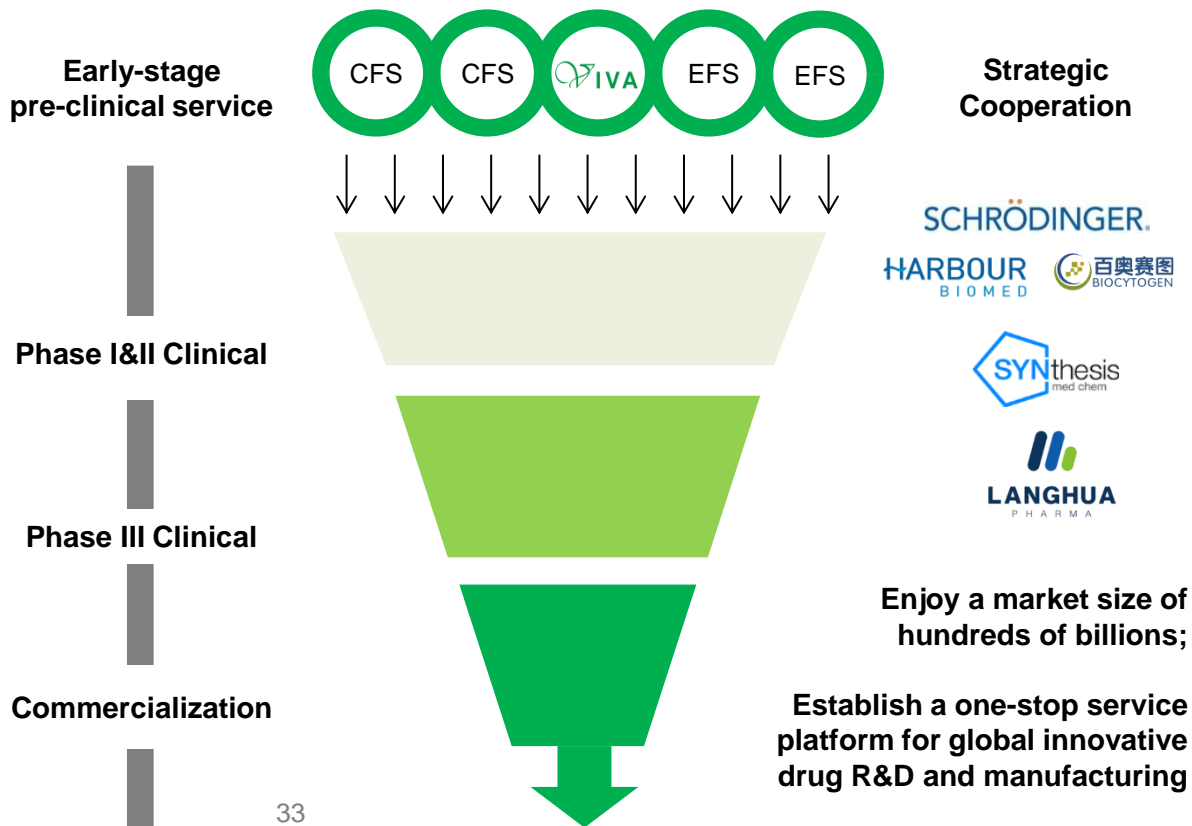 Early-stage
pre-clinical service
CFS
CFS
VIVA
EFS
EFS
Strategic
Cooperation
SCHRÖDINGER.
HARBOUR
BIOMED
百奥赛图
BIOCYTOGEN
Phase I&II Clinical
SYNthesis
med chem
LANGHUA
PHARMA
Phase III Clinical
Enjoy a market size of
hundreds of billions;
Commercialization
Establish a one-stop service
platform for global innovative
drug R&D and manufacturing
33